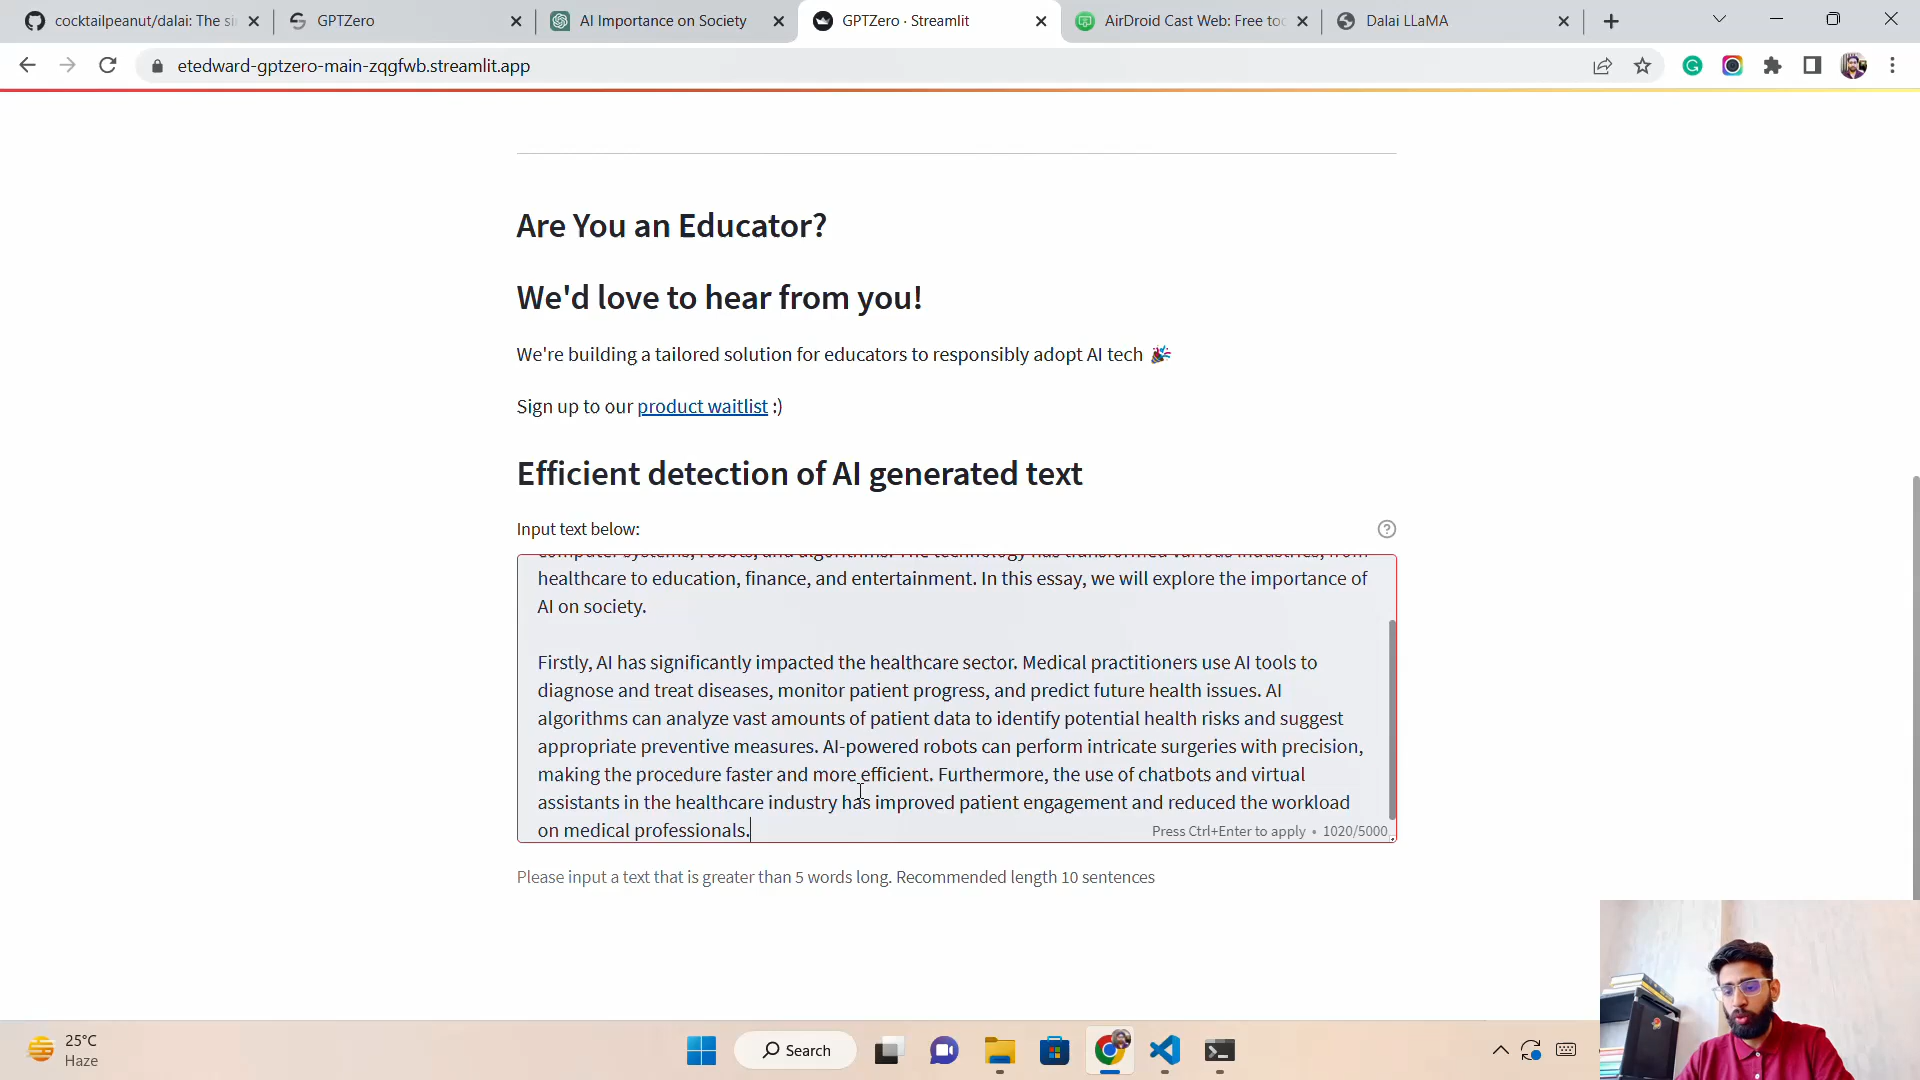 cocktailpeanut/dalai: The si
GPTZero
AI Importance on Society
GPTZero · Streamlit
AirDroid Cast Web: Free too
Dalai LLaMA
etedward-gptzero-main-zqgfwb.streamlit.app
Are You an Educator?
We'd love to hear from you!
We're building a tailored solution for educators to responsibly adopt AI tech
Sign up to our product waitlist :)
Efficient detection of AI generated text
Input text below:
computer systems, robots, and algorithms. The technology has transformed various industries, from
healthcare to education, finance, and entertainment. In this essay, we will explore the importance of
AI on society.
Firstly, AI has significantly impacted the healthcare sector. Medical practitioners use AI tools to
diagnose and treat diseases, monitor patient progress, and predict future health issues. AI
algorithms can analyze vast amounts of patient data to identify potential health risks and suggest
appropriate preventive measures. AI-powered robots can perform intricate surgeries with precision,
making the procedure faster and more efficient. Furthermore, the use of chatbots and virtual
assistants in the healthcare industry has improved patient engagement and reduced the workload
on medical professionals.
Press Ctrl+Enter to apply • 1020/5000
Please input a text that is greater than 5 words long. Recommended length 10 sentences
25°C
Haze
Search